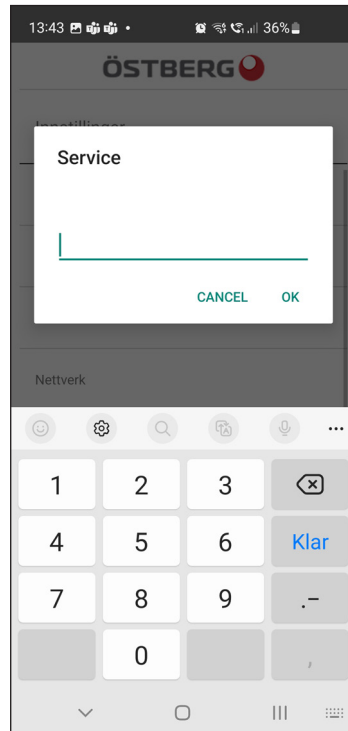 13:43 36%
ÖSTBERG
Innstillinger
Service
CANCEL OK
Nettverk
1 2 3
4 5 6 Klar
7 8 9 .-
0 ,